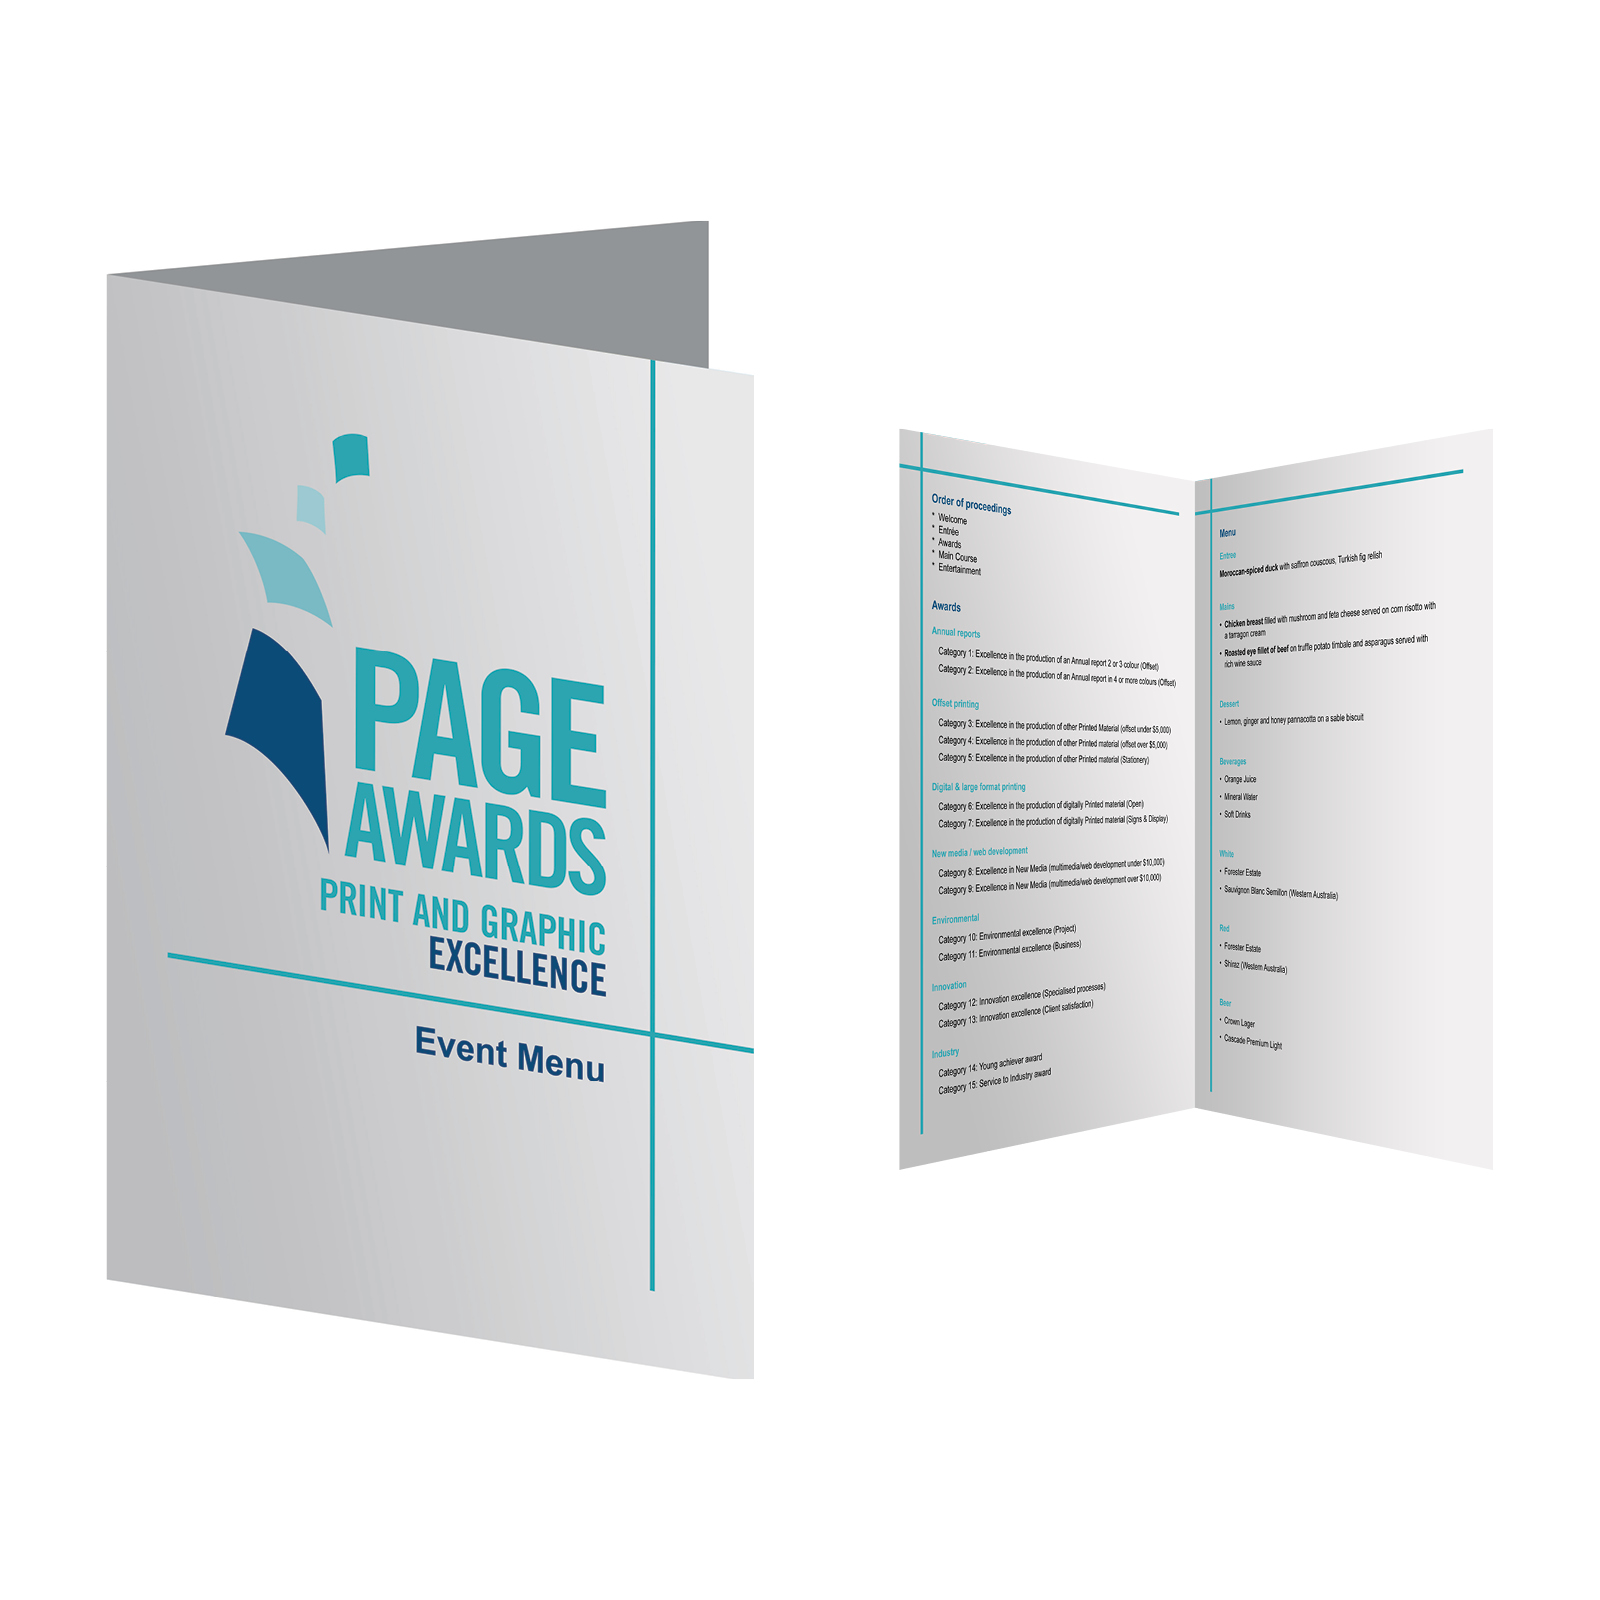 PAGE
AWARDS
PRINT AND GRAPHIC
EXCELLENCE
Event Menu
Order of proceedings
• Welcome
• Entrée
• Awards
• Main Course
• Entertainment
Awards
Annual reports
Category 1: Excellence in the production of an Annual report 2 or 3 colour (Offset)
Category 2: Excellence in the production of an Annual report in 4 or more colours (Offset)
Offset printing
Category 3: Excellence in the production of other Printed Material (offset under $5,000)
Category 4: Excellence in the production of other Printed material (offset over $5,000)
Category 5: Excellence in the production of other Printed material (Stationery)
Digital & large format printing
Category 6: Excellence in the production of digitally Printed material (Open)
Category 7: Excellence in the production of digitally Printed material (Signs & Display)
New media / web development
Category 8: Excellence in New Media (multimedia/web development under $10,000)
Category 9: Excellence in New Media (multimedia/web development over $10,000)
Environmental
Category 10: Environmental excellence (Project)
Category 11: Environmental excellence (Business)
Innovation
Category 12: Innovation excellence (Specialised processes)
Category 13: Innovation excellence (Client satisfaction)
Industry
Category 14: Young achiever award
Category 15: Service to Industry award
Menu
Entree
Moroccan-spiced duck with saffron couscous, Turkish fig relish
Mains
• Chicken breast filled with mushroom and feta cheese served on corn risotto with
a tarragon cream
• Roasted eye fillet of beef on truffle potato timbale and asparagus served with
rich wine sauce
Dessert
• Lemon, ginger and honey pannacotta on a sable biscuit
Beverages
• Orange Juice
• Mineral Water
• Soft Drinks
White
• Forester Estate
• Sauvignon Blanc Semillon (Western Australia)
Red
• Forester Estate
• Shiraz (Western Australia)
Beer
• Crown Lager
• Cascade Premium Light